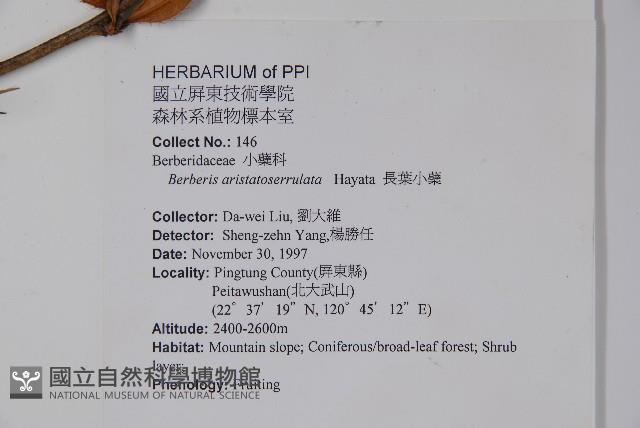 HERBARIUM of PPI
國立屏東技術學院
森林系植物標本室
Collect No.: 146
Berberidaceae 小蘗科
Berberis aristatoserrulata Hayata 長葉小蘗
Collector: Da-wei Liu, 劉大維
Detector: Sheng-zehn Yang,楊勝任
Date: November 30, 1997
Locality: Pingtung County(屏東縣)
Peitawushan(北大武山)
(22° 37′ 19″ N, 120° 45′ 12″ E)
Altitude: 2400-2600m
Habitat: Mountain slope; Coniferous/broad-leaf forest; Shrub
layer;
Phenology: Fruiting
國立自然科學博物館
NATIONAL MUSEUM OF NATURAL SCIENCE